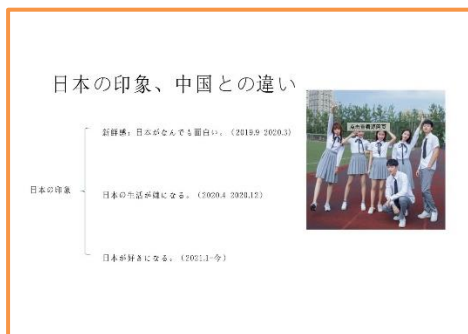 日本の印象、中国との違い
新鮮感：日本がなんでも面白い。（2019.9-2020.3）
日本の印象
日本の生活が嫌になる。（2020.4-2020.12）
日本が好きになる。（2021.1-今）